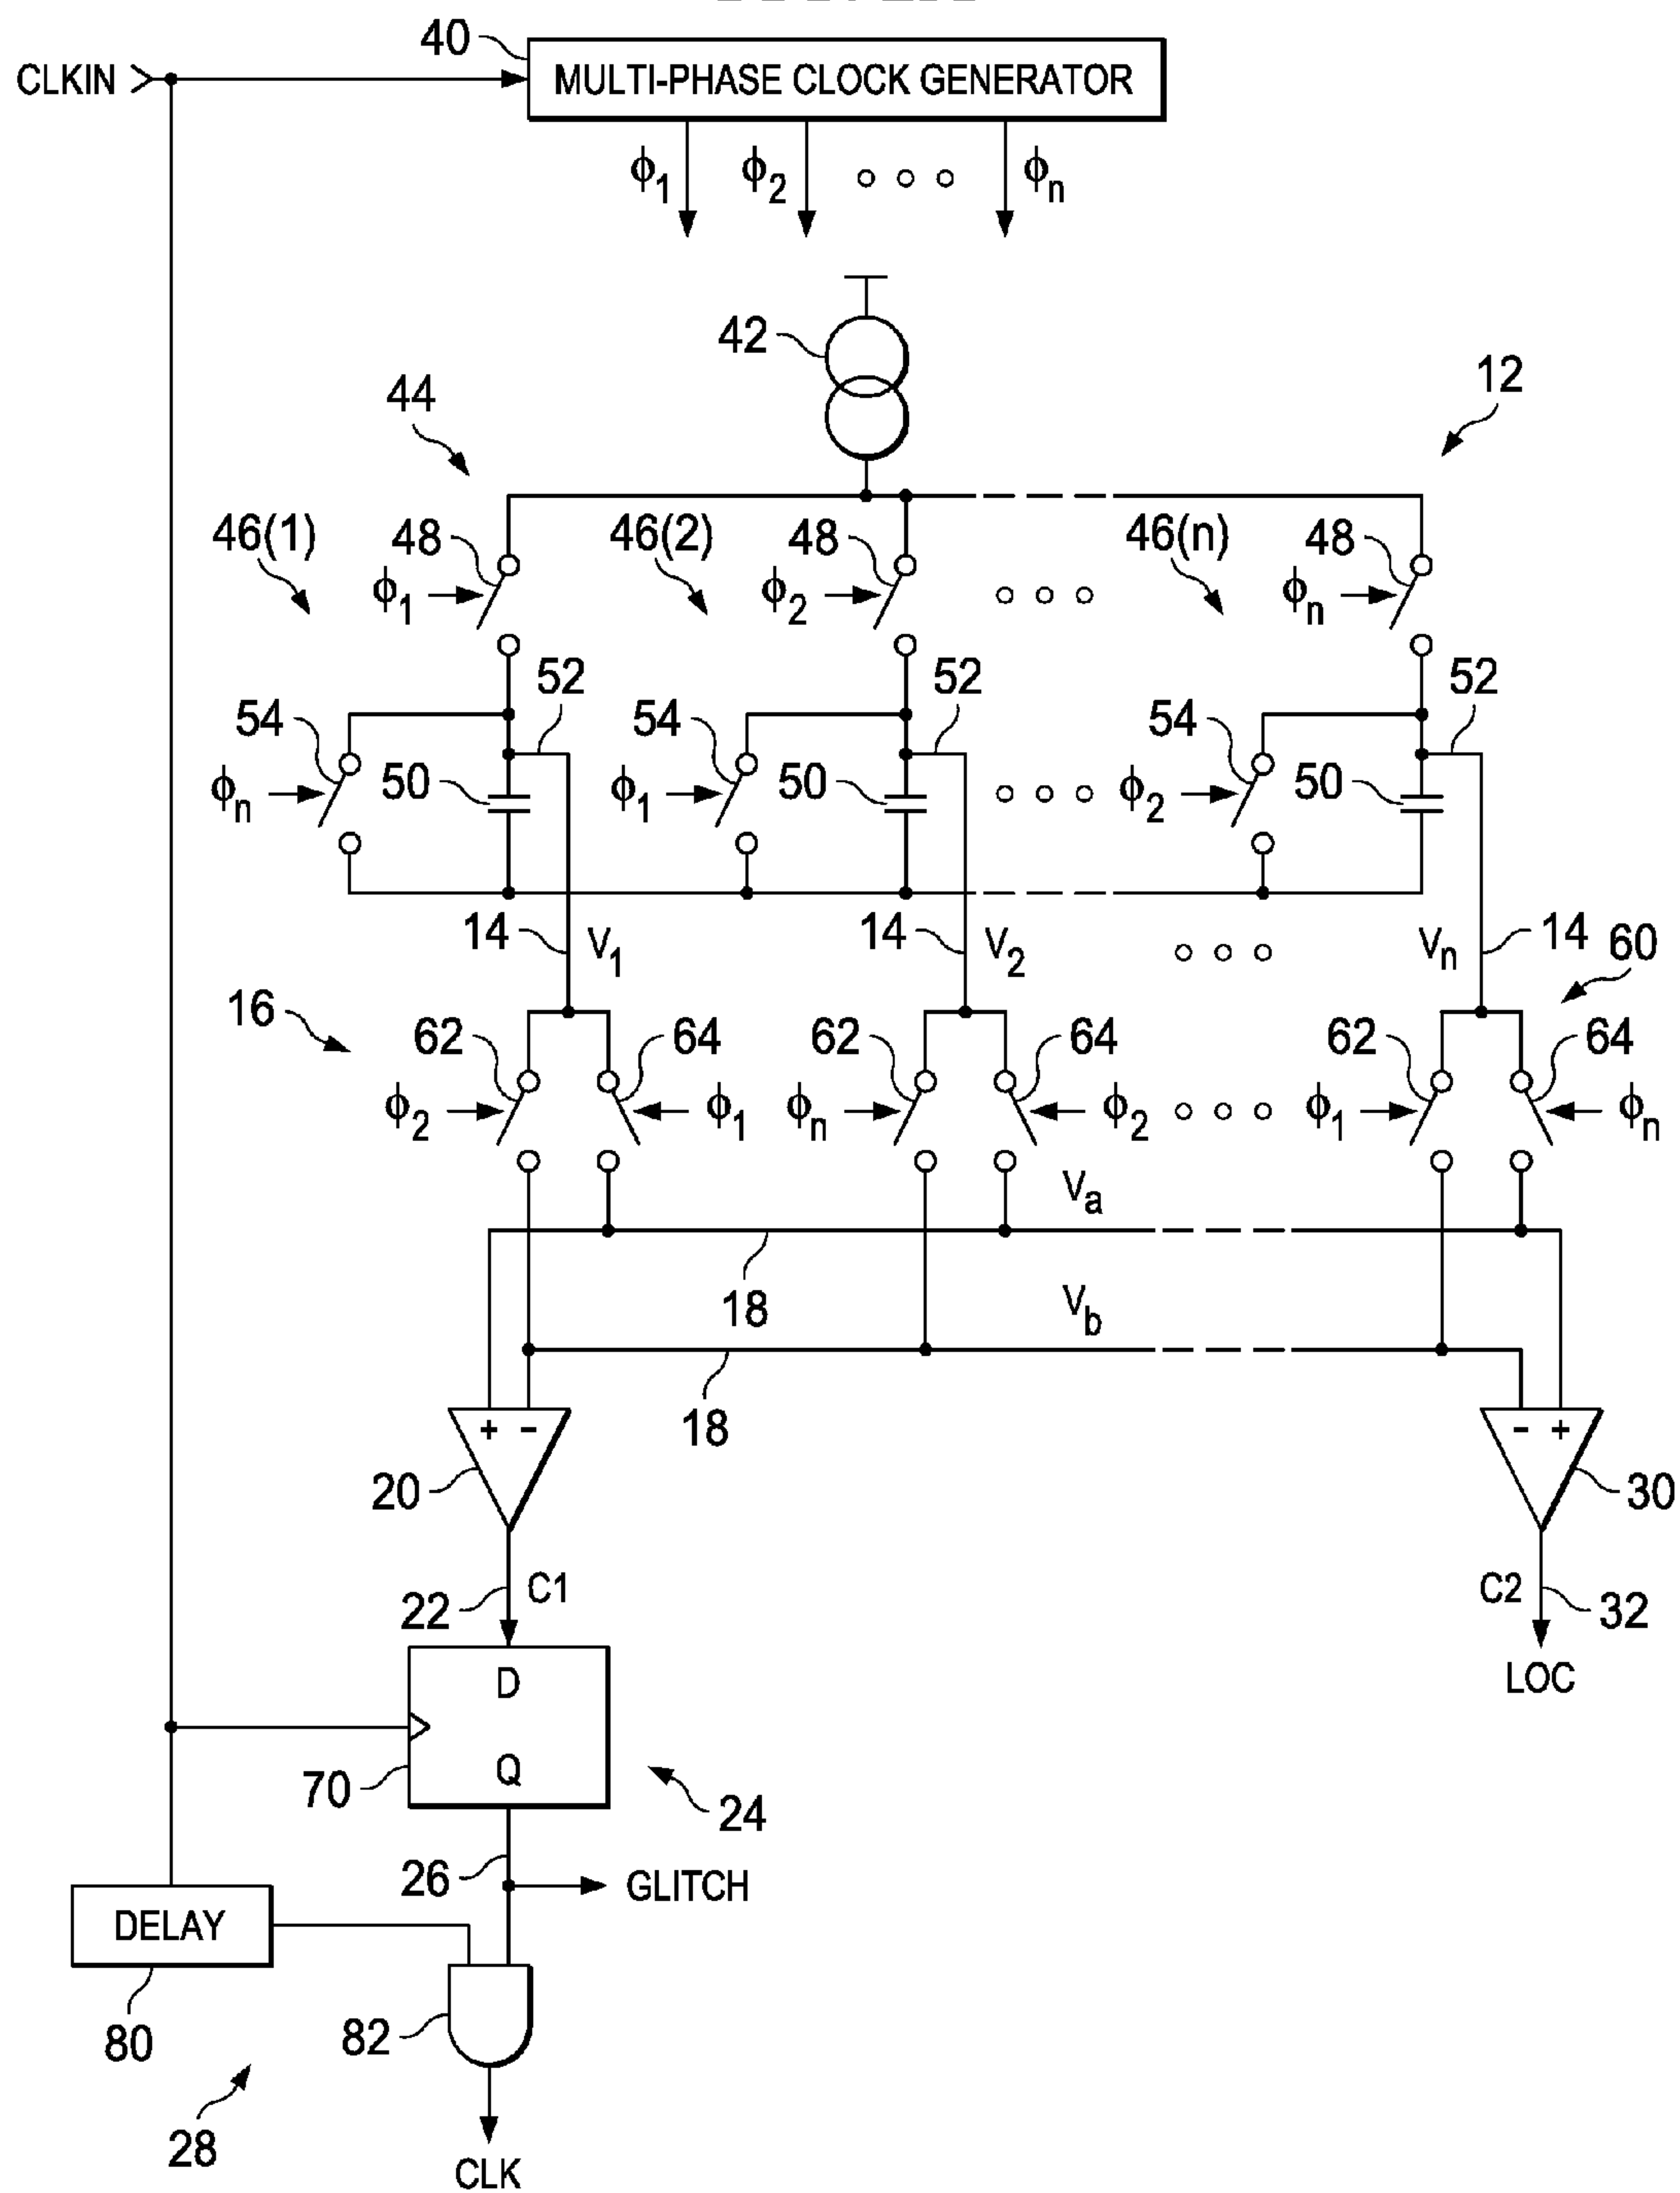 40
CLKIN
MULTI-PHASE CLOCK GENERATOR
ϕ1 ϕ2 ϕn
42
12
44
46(1) 48 46(2) 48 46(n) 48
ϕ1 ϕ2 ϕn
52 52 52
54 54 54
ϕn 50 ϕ1 50 ϕ2 50
14 V1 14 V2 Vn 14 60
16
62 64 62 64 62 64
ϕ2 ϕ1 ϕn ϕ2 ϕ1 ϕn
Va
18
Vb
18
+ - - +
20 30
22 C1 C2 32
D LOC
Q
70
24
26 GLITCH
DELAY
82
80
28
CLK